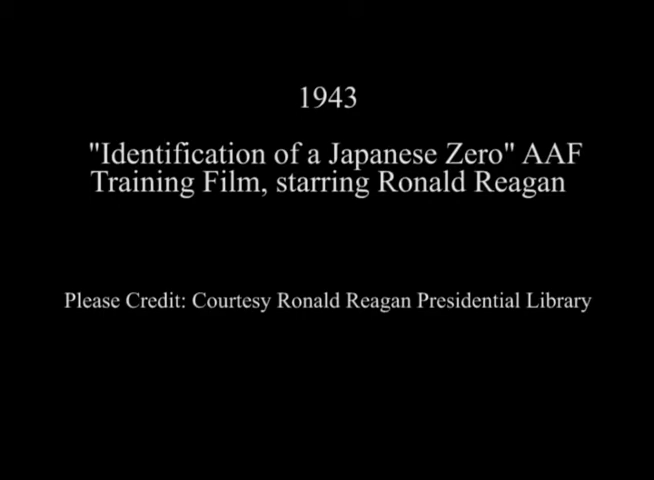 1943
"Identification of a Japanese Zero" AAF
Training Film, starring Ronald Reagan
Please Credit: Courtesy Ronald Reagan Presidential Library